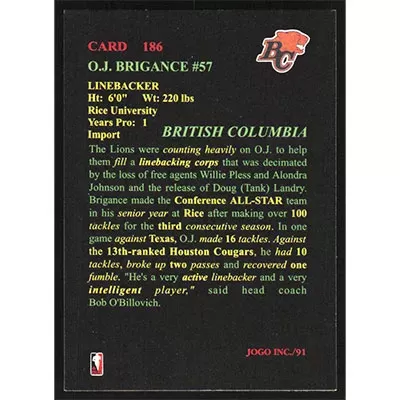 CARD 186
BC
O.J. BRIGANCE #57
LINEBACKER
Ht: 6'0" Wt: 220 lbs
Rice University
Years Pro: 1
Import
BRITISH COLUMBIA
The Lions were counting heavily on O.J. to help
them fill a linebacking corps that was decimated
by the loss of free agents Willie Pless and Alondra
Johnson and the release of Doug (Tank) Landry.
Brigance made the Conference ALL-STAR team
in his senior year at Rice after making over 100
tackles for the third consecutive season. In one
game against Texas, O.J. made 16 tackles. Against
the 13th-ranked Houston Cougars, he had 10
tackles, broke up two passes and recovered one
fumble. "He's a very active linebacker and a very
intelligent player," said head coach
Bob O'Billovich.
JOGO INC./91